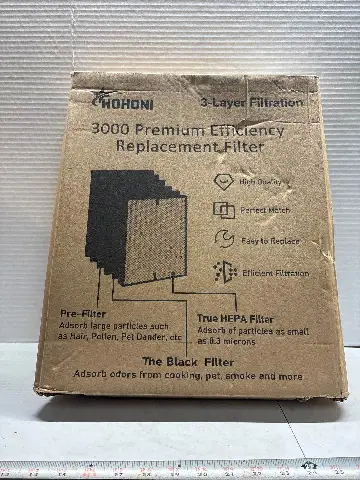 HOHONI
3-Layer Filtration
3000 Premium Efficiency
Replacement Filter
High Quality
Perfect Match
Easy to Replace
Efficient Filtration
Pre-Filter
Adsorb large particles such
as Hair, Pollen, Pet Dander, etc
True HEPA Filter
Adsorb of particles as small
as 0.3 microns
The Black Filter
Adsorb odors from cooking, pet, smoke and more